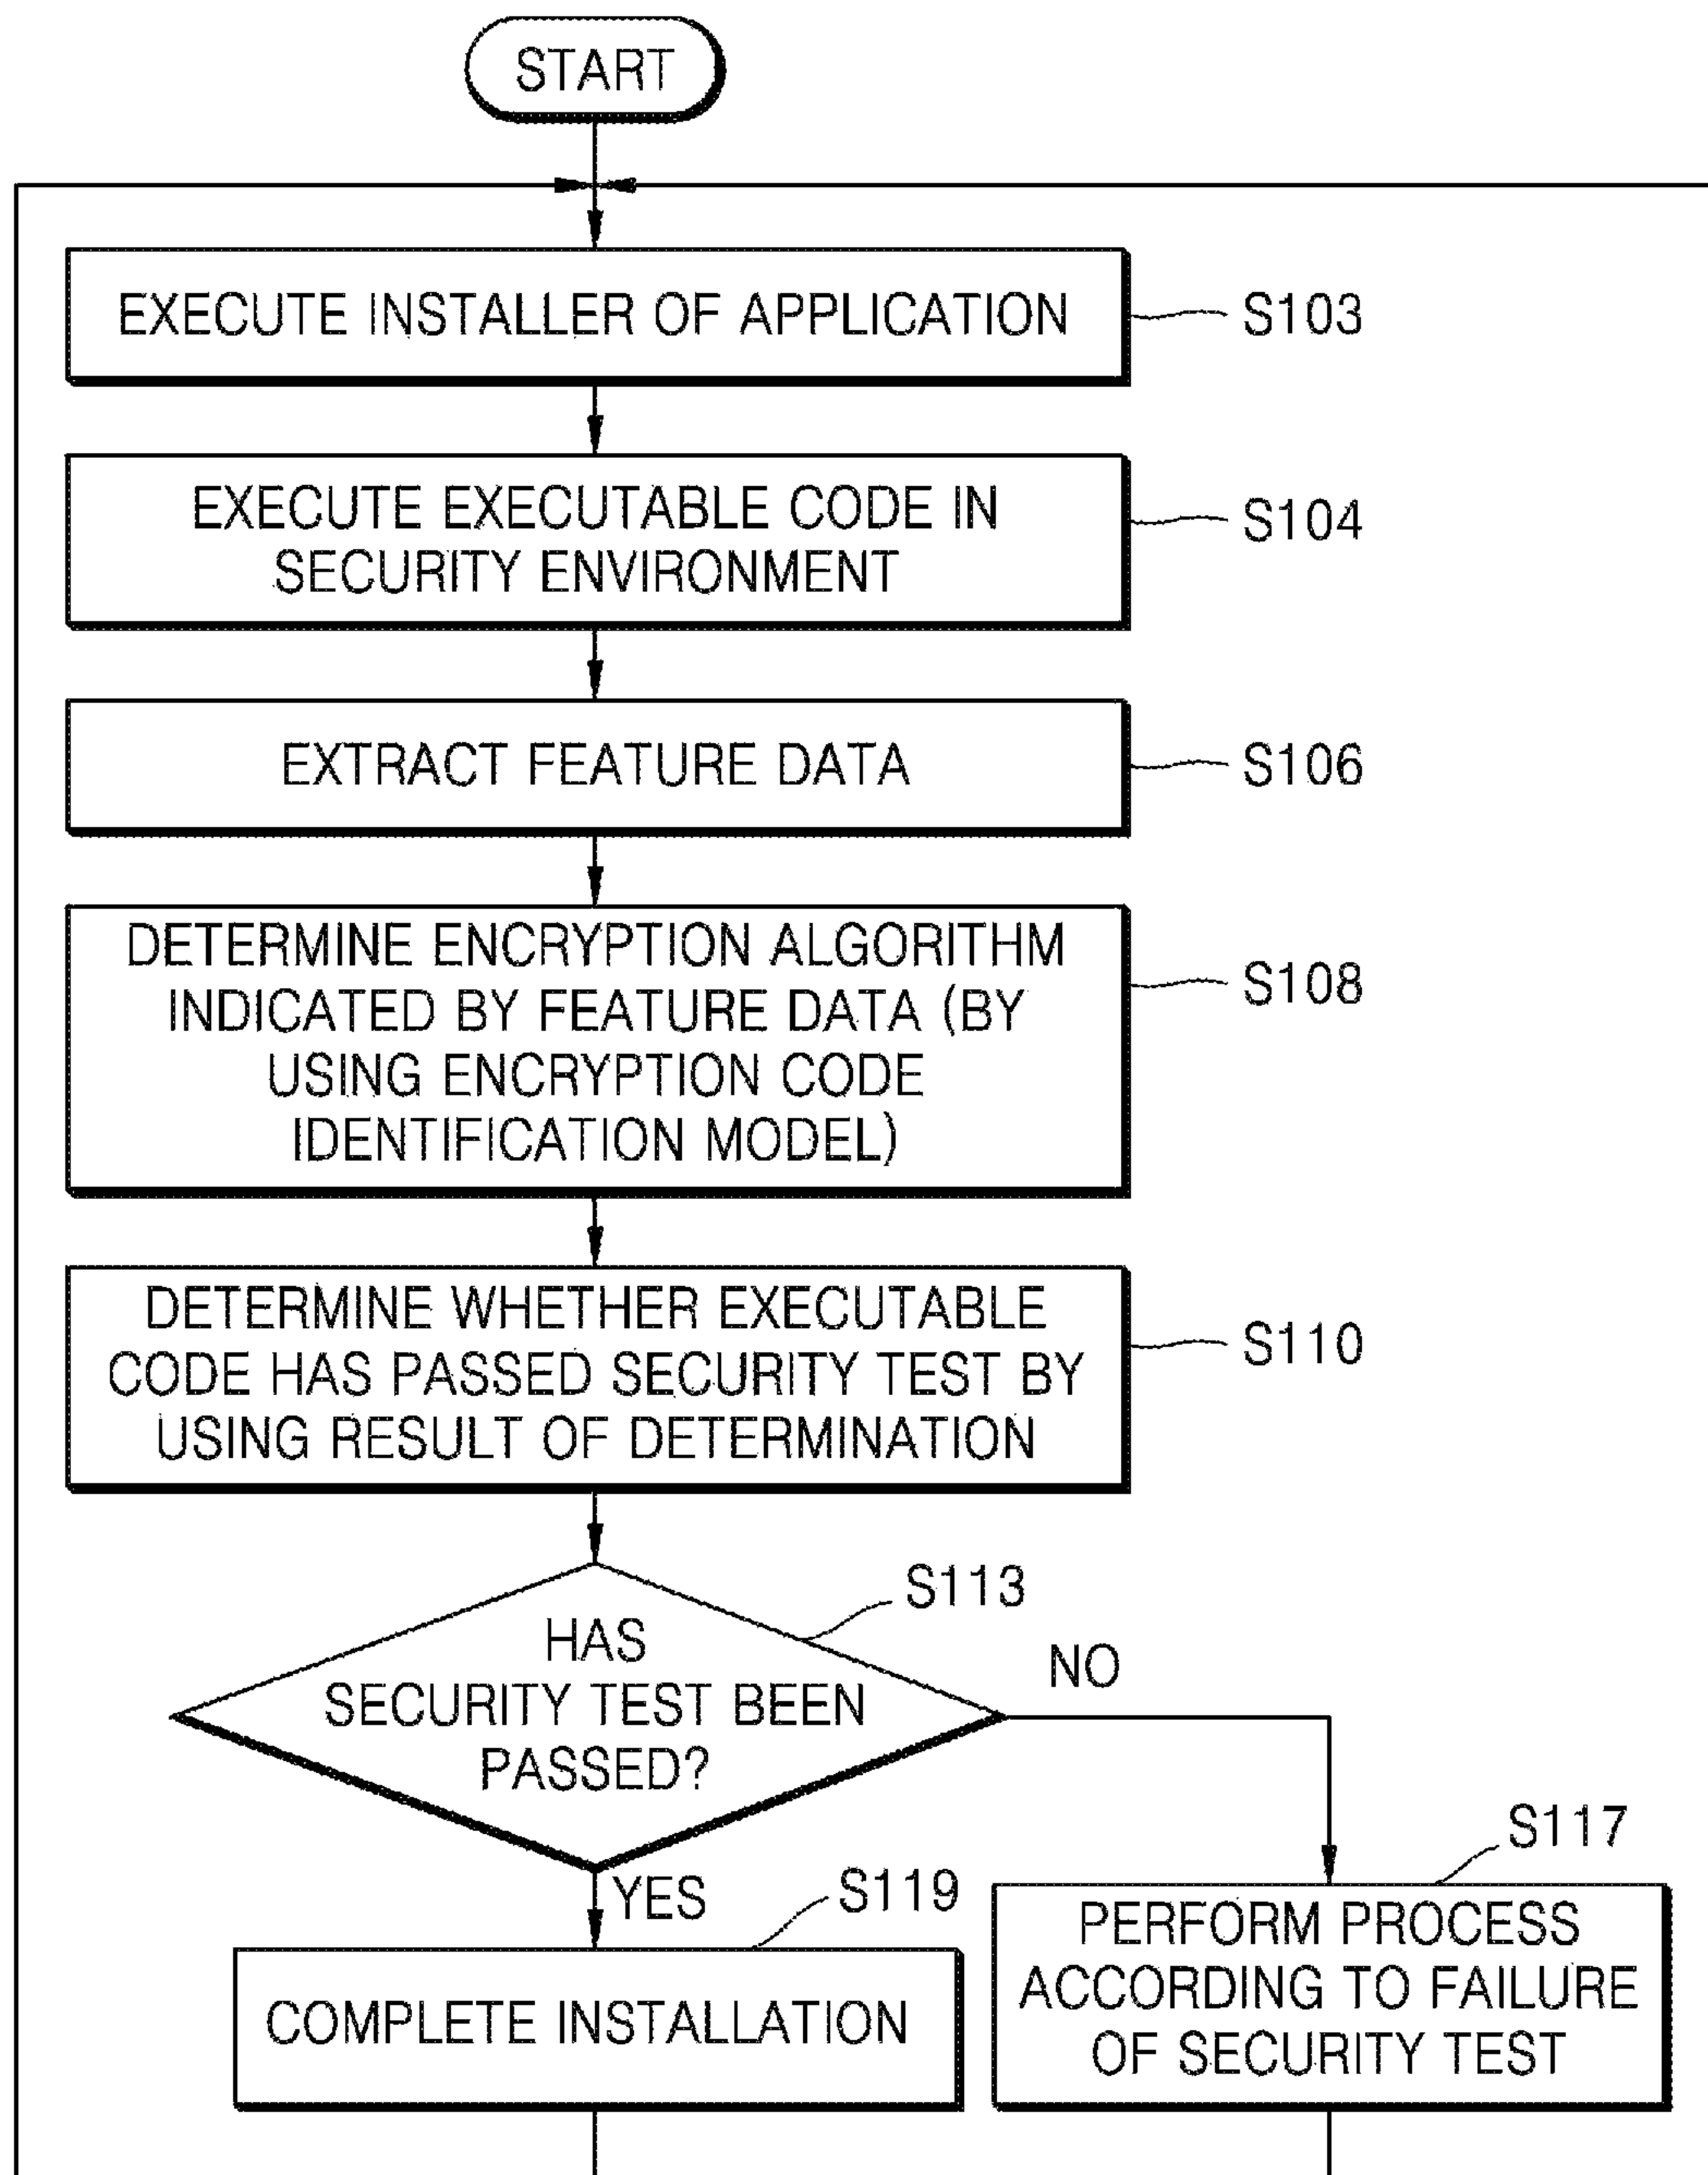 START
EXECUTE INSTALLER OF APPLICATION
S103
EXECUTE EXECUTABLE CODE IN
SECURITY ENVIRONMENT
S104
EXTRACT FEATURE DATA
S106
DETERMINE ENCRYPTION ALGORITHM
INDICATED BY FEATURE DATA (BY
USING ENCRYPTION CODE
IDENTIFICATION MODEL)
S108
DETERMINE WHETHER EXECUTABLE
CODE HAS PASSED SECURITY TEST BY
USING RESULT OF DETERMINATION
S110
S113
HAS
SECURITY TEST BEEN
PASSED?
NO
YES
S119
COMPLETE INSTALLATION
S117
PERFORM PROCESS
ACCORDING TO FAILURE
OF SECURITY TEST